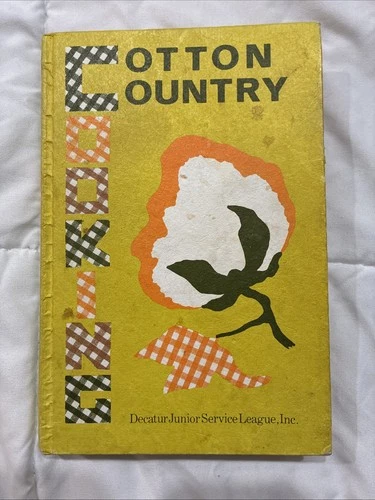 COTTON
COUNTRY
COOKING
Decatur Junior Service League, Inc.